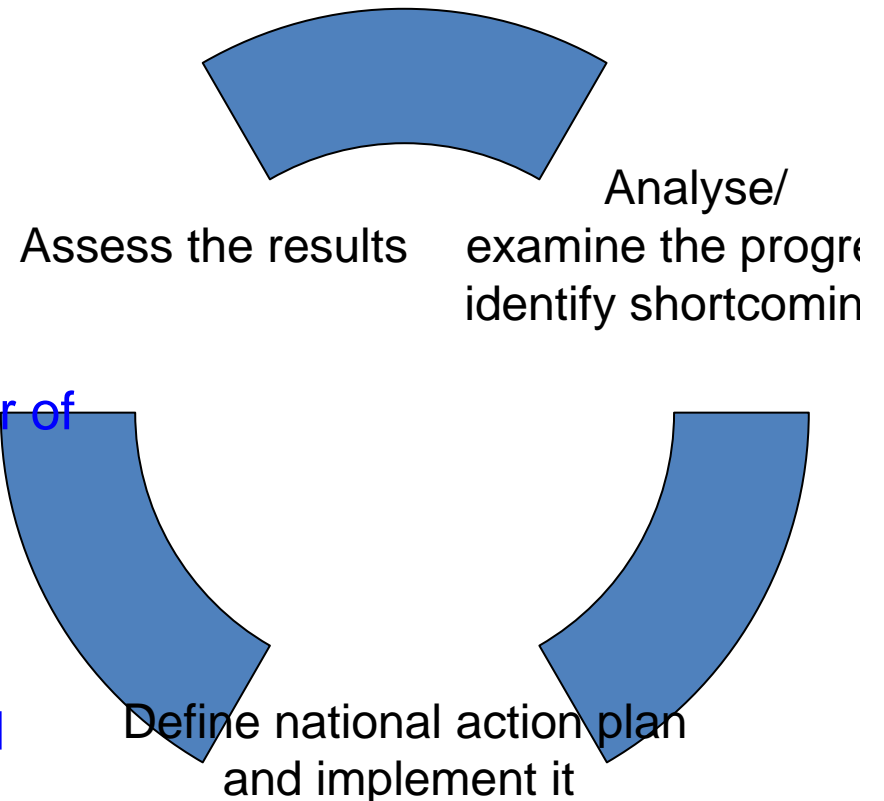 Analyse/
Assess the results
examine the progre
identify shortcomin
r of
Define national action plan
and implement it